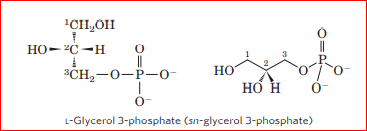 ¹CH₂OH
HO–²C–H O
³CH₂–O–P–O⁻
O⁻
O
1 3 P
HO 2 O O⁻
HO H O⁻
L-Glycerol 3-phosphate (sn-glycerol 3-phosphate)